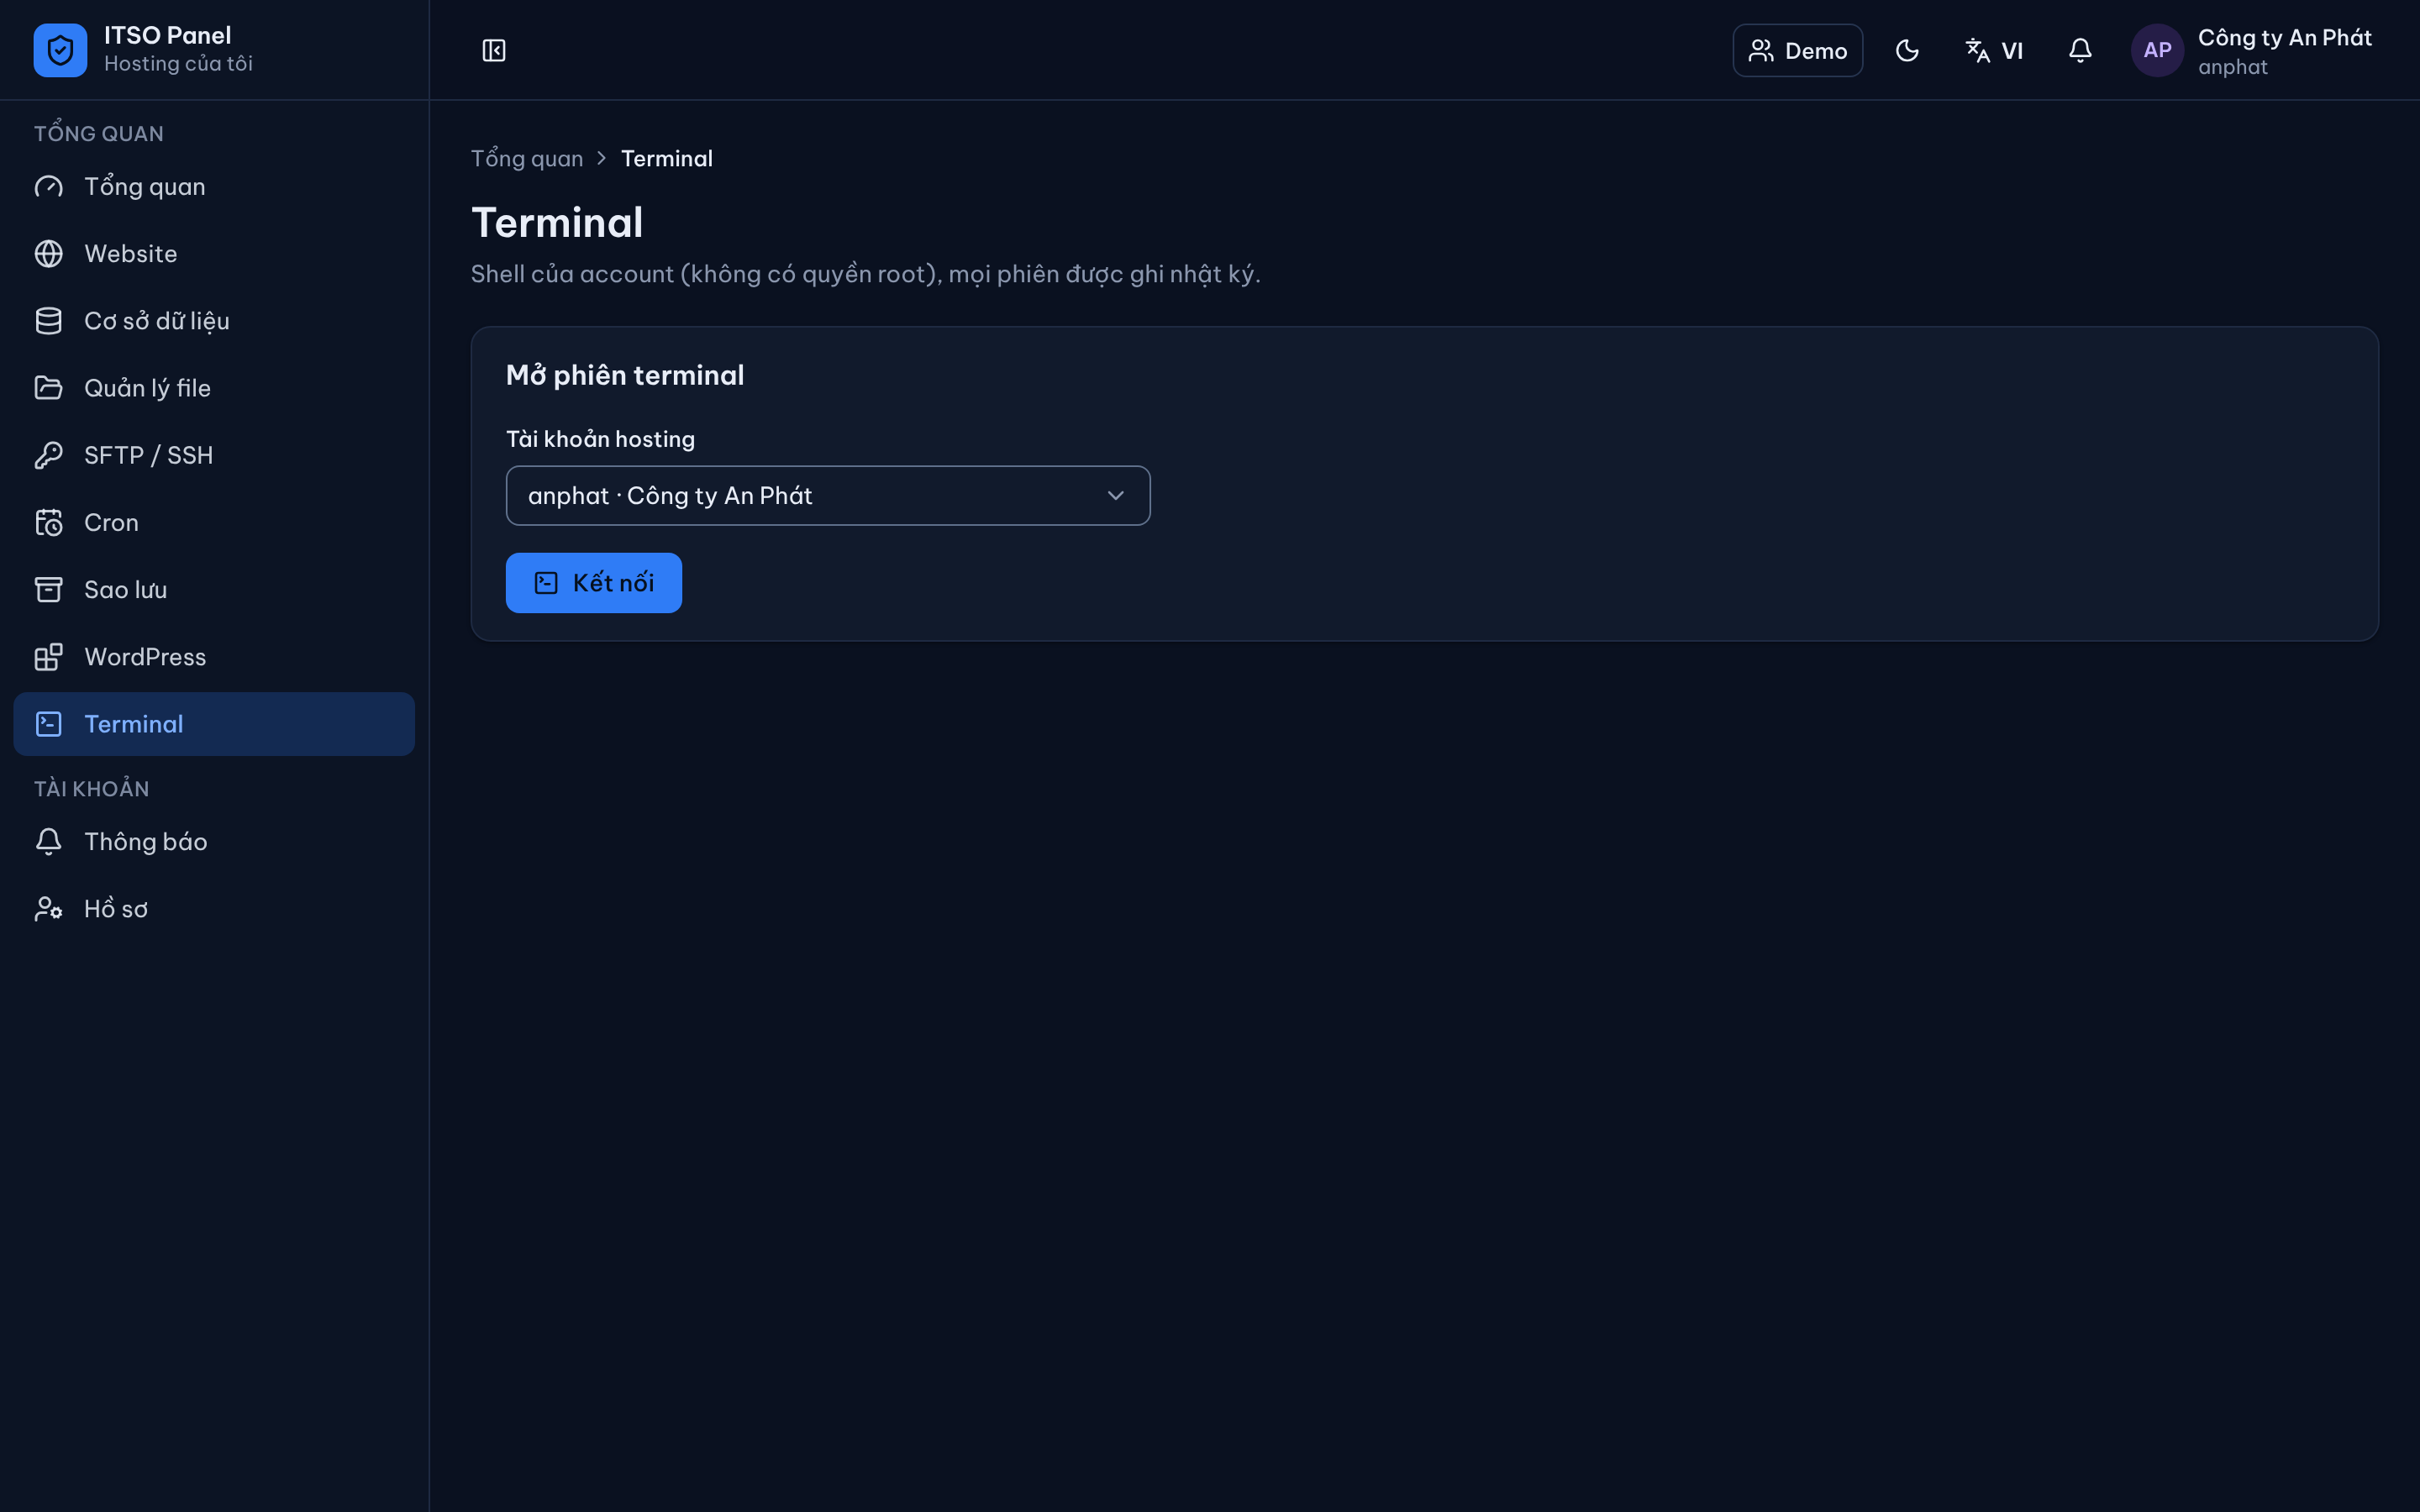 ITSO Panel
Hosting của tôi
Demo
VI
AP
Công ty An Phát
anphat
TỔNG QUAN
Tổng quan
Website
Cơ sở dữ liệu
Quản lý file
SFTP / SSH
Cron
Sao lưu
WordPress
Terminal
TÀI KHOẢN
Thông báo
Hồ sơ
Tổng quan > Terminal
Terminal
Shell của account (không có quyền root), mọi phiên được ghi nhật ký.
Mở phiên terminal
Tài khoản hosting
anphat · Công ty An Phát
Kết nối